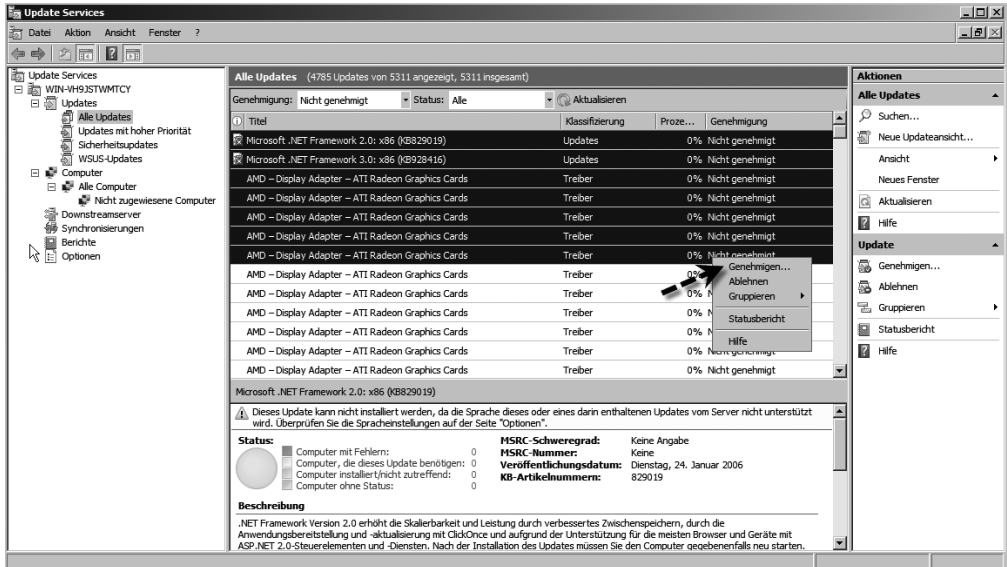 Update Services
Datei Aktion Ansicht Fenster ?
Update Services
WIN-VH9JSTWMTCY
Updates
Alle Updates
Updates mit hoher Priorität
Sicherheitsupdates
WSUS-Updates
Computer
Alle Computer
Nicht zugewiesene Computer
Downstreamserver
Synchronisierungen
Berichte
Optionen
Alle Updates (4785 Updates von 5311 angezeigt, 5311 insgesamt)
Genehmigung: Nicht genehmigt Status: Alle Aktualisieren
Titel Klassifizierung Proze... Genehmigung
Microsoft .NET Framework 2.0: x86 (KB829019) Updates 0% Nicht genehmigt
Microsoft .NET Framework 3.0: x86 (KB928416) Updates 0% Nicht genehmigt
AMD – Display Adapter – ATI Radeon Graphics Cards Treiber 0% Nicht genehmigt
AMD – Display Adapter – ATI Radeon Graphics Cards Treiber 0% Nicht genehmigt
AMD – Display Adapter – ATI Radeon Graphics Cards Treiber 0% Nicht genehmigt
AMD – Display Adapter – ATI Radeon Graphics Cards Treiber 0% Nicht genehmigt
AMD – Display Adapter – ATI Radeon Graphics Cards Treiber 0% Nicht genehmigt
AMD – Display Adapter – ATI Radeon Graphics Cards Treiber 0%
AMD – Display Adapter – ATI Radeon Graphics Cards Treiber 0%
AMD – Display Adapter – ATI Radeon Graphics Cards Treiber 0%
AMD – Display Adapter – ATI Radeon Graphics Cards Treiber 0%
AMD – Display Adapter – ATI Radeon Graphics Cards Treiber 0% Nicht genehmigt
AMD – Display Adapter – ATI Radeon Graphics Cards Treiber 0% Nicht genehmigt
Genehmigen...
Ablehnen
Gruppieren
Statusbericht
Hilfe
Microsoft .NET Framework 2.0: x86 (KB829019)
Dieses Update kann nicht installiert werden, da die Sprache dieses oder eines darin enthaltenen Updates vom Server nicht unterstützt
wird. Überprüfen Sie die Spracheinstellungen auf der Seite "Optionen".
Status:
Computer mit Fehlern: 0
Computer, die dieses Update benötigen: 0
Computer installiert/nicht zutreffend: 0
Computer ohne Status: 0
MSRC-Schweregrad: Keine Angabe
MSRC-Nummer: Keine
Veröffentlichungsdatum: Dienstag, 24. Januar 2006
KB-Artikelnummern: 829019
Beschreibung
.NET Framework Version 2.0 erhöht die Skalierbarkeit und Leistung durch verbessertes Zwischenspeichern, durch die
Anwendungsbereitstellung und -aktualisierung mit ClickOnce und aufgrund der Unterstützung für die meisten Browser und Geräte mit
ASP.NET 2.0-Steuerelementen und -Diensten. Nach der Installation des Updates müssen Sie den Computer gegebenenfalls neu starten.
Aktionen
Alle Updates
Suchen...
Neue Updateansicht...
Ansicht
Neues Fenster
Aktualisieren
Hilfe
Update
Genehmigen...
Ablehnen
Gruppieren
Statusbericht
Hilfe